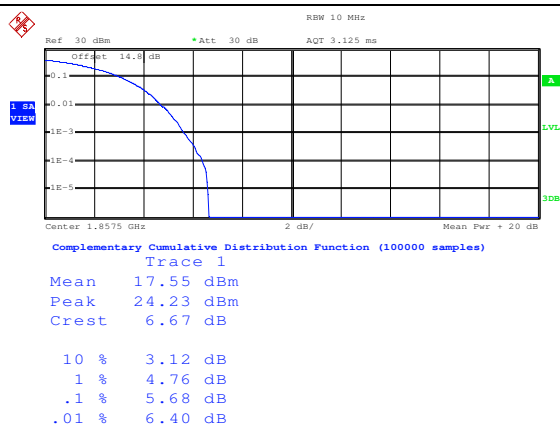 RBW 10 MHz
Ref 30 dBm *Att 30 dB AQT 3.125 ms
Offset 14.8 dB
0.1
A
0.01
1 SA
VIEW
1E-3
LVL
1E-4
1E-5
3DB
Center 1.8575 GHz 2 dB/ Mean Pwr + 20 dB
Complementary Cumulative Distribution Function (100000 samples)
Trace 1
Mean 17.55 dBm
Peak 24.23 dBm
Crest 6.67 dB
10 % 3.12 dB
1 % 4.76 dB
.1 % 5.68 dB
.01 % 6.40 dB